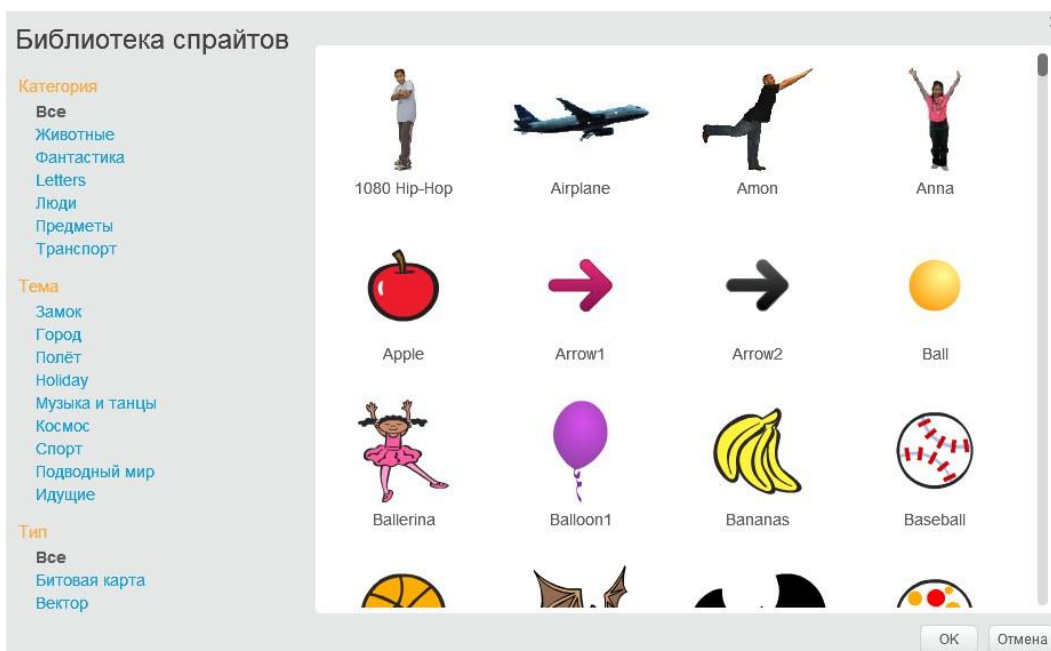 Библиотека спрайтов
Категория
Все
Животные
Фантастика
Letters
Люди
Предметы
Транспорт
Тема
Замок
Город
Полёт
Holiday
Музыка и танцы
Космос
Спорт
Подводный мир
Идущие
Тип
Все
Битовая карта
Вектор
1080 Hip-Hop Airplane Amon Anna
Apple Arrow1 Arrow2 Ball
Ballerina Balloon1 Bananas Baseball
OK Отмена